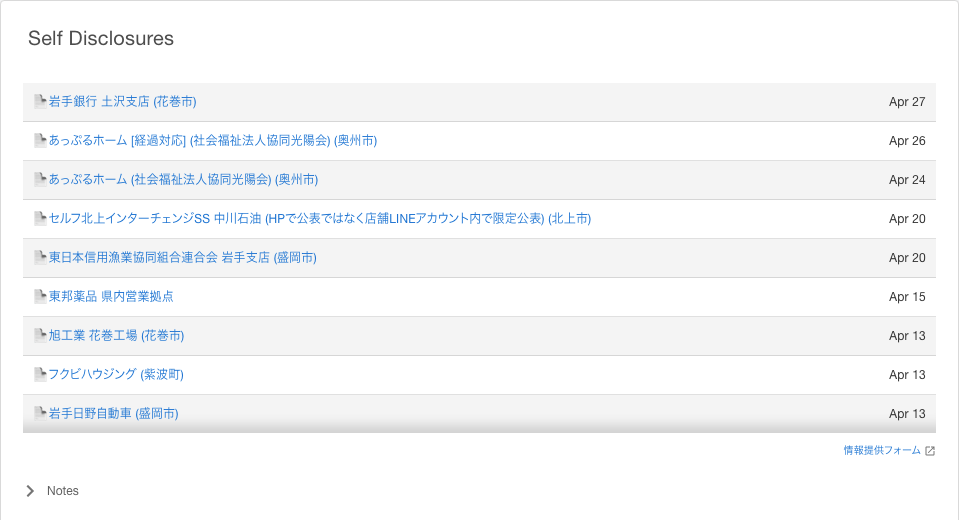 Self Disclosures
岩手銀行 土沢支店 (花巻市) Apr 27
あっぷるホーム [経過対応] (社会福祉法人協同光陽会) (奥州市) Apr 26
あっぷるホーム (社会福祉法人協同光陽会) (奥州市) Apr 24
セルフ北上インターチェンジSS 中川石油 (HPで公表ではなく店舗LINEアカウント内で限定公表) (北上市) Apr 20
東日本信用漁業協同組合連合会 岩手支店 (盛岡市) Apr 20
東邦薬品 県内営業拠点 Apr 15
旭工業 花巻工場 (花巻市) Apr 13
フクビハウジング (紫波町) Apr 13
岩手日野自動車 (盛岡市) Apr 13
情報提供フォーム
Notes